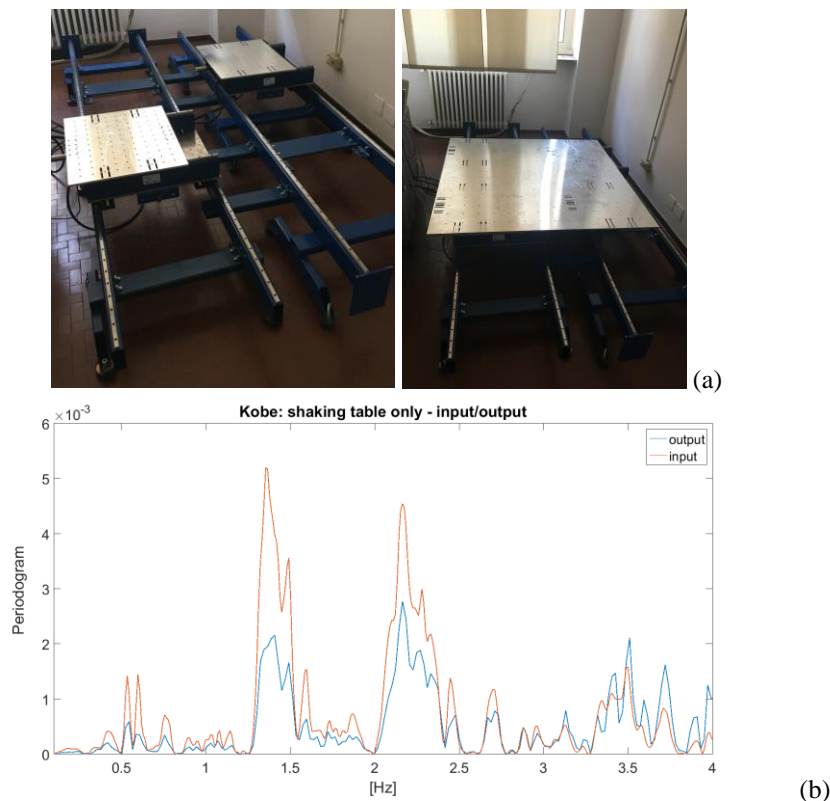 (a)
Kobe: shaking table only - input/output
×10⁻³
6
5
4
3
2
1
0
Periodogram
output
input
0.5
1
1.5
2
2.5
3
3.5
4
[Hz]
(b)